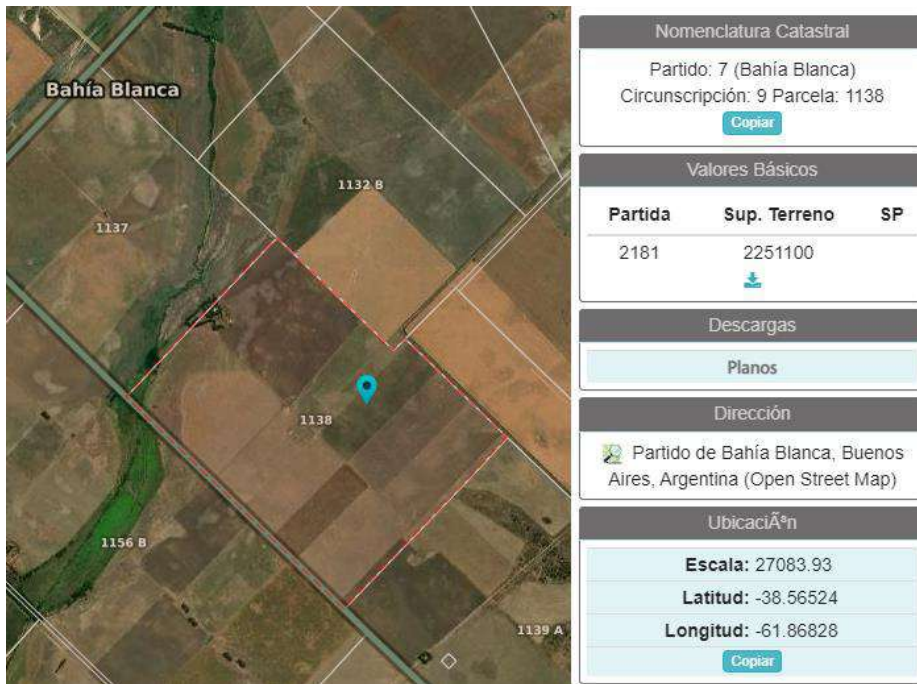 Bahía Blanca
1132 B
1137
1138
1156 B
1139 A
Nomenclatura Catastral
Partido: 7 (Bahía Blanca)
Circunscripción: 9 Parcela: 1138
Copiar
Valores Básicos
Partida Sup. Terreno SP
2181 2251100
Descargas
Planos
Dirección
Partido de Bahía Blanca, Buenos
Aires, Argentina (Open Street Map)
UbicaciÃªn
Escala: 27083.93
Latitud: -38.56524
Longitud: -61.86828
Copiar